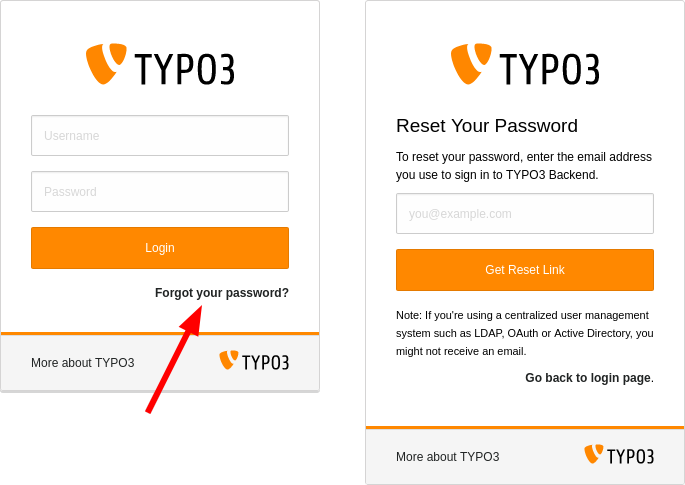 TYPO3
Username
Password
Login
Forgot your password?
More about TYPO3
TYPO3
TYPO3
Reset Your Password
To reset your password, enter the email address
you use to sign in to TYPO3 Backend.
you@example.com
Get Reset Link
Note: If you're using a centralized user management
system such as LDAP, OAuth or Active Directory, you
might not receive an email.
Go back to login page.
More about TYPO3
TYPO3